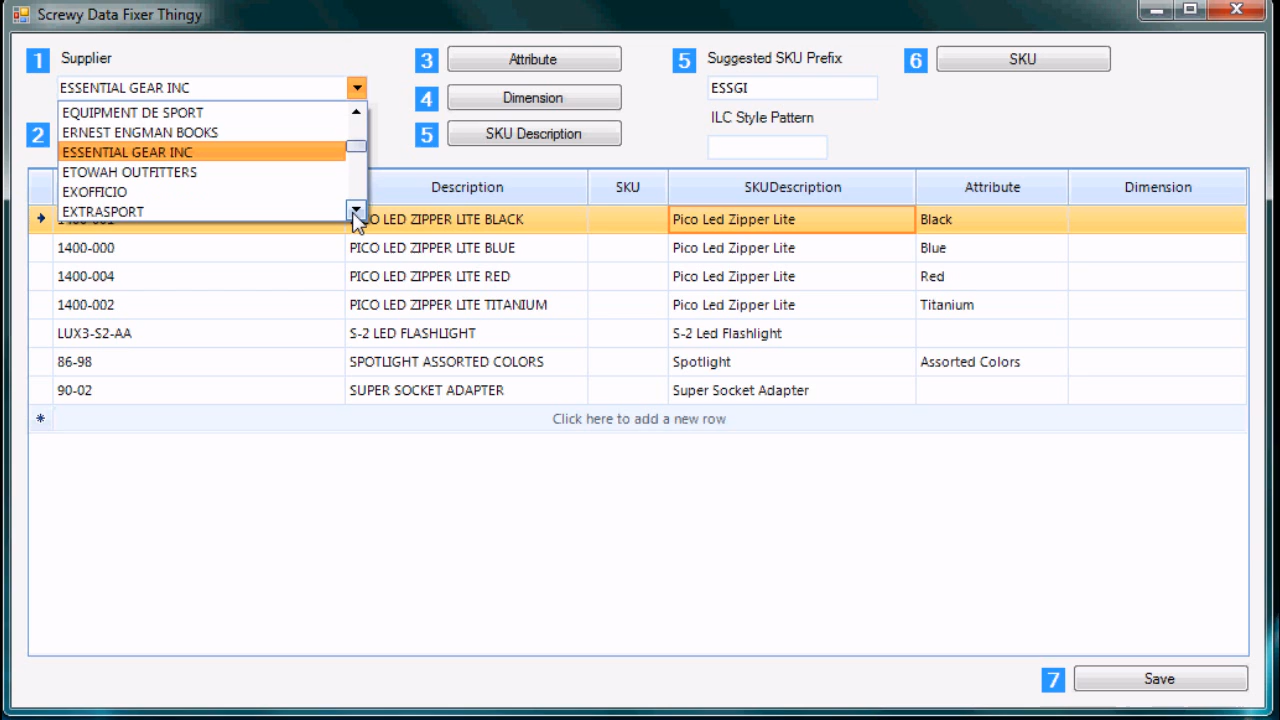 Screwy Data Fixer Thingy
1 Supplier 3 Attribute 5 Suggested SKU Prefix 6 SKU
ESSENTIAL GEAR INC 4 Dimension ESSGI
EQUIPMENT DE SPORT ILC Style Pattern
2 ERNEST ENGMAN BOOKS 5 SKU Description
ESSENTIAL GEAR INC
ETOWAH OUTFITTERS
EXOFFICIO
EXTRASPORT
Description SKU SKUDescription Attribute Dimension
O LED ZIPPER LITE BLACK Pico Led Zipper Lite Black
1400-000 PICO LED ZIPPER LITE BLUE Pico Led Zipper Lite Blue
1400-004 PICO LED ZIPPER LITE RED Pico Led Zipper Lite Red
1400-002 PICO LED ZIPPER LITE TITANIUM Pico Led Zipper Lite Titanium
LUX3-S2-AA S-2 LED FLASHLIGHT S-2 Led Flashlight
86-98 SPOTLIGHT ASSORTED COLORS Spotlight Assorted Colors
90-02 SUPER SOCKET ADAPTER Super Socket Adapter
Click here to add a new row
7 Save